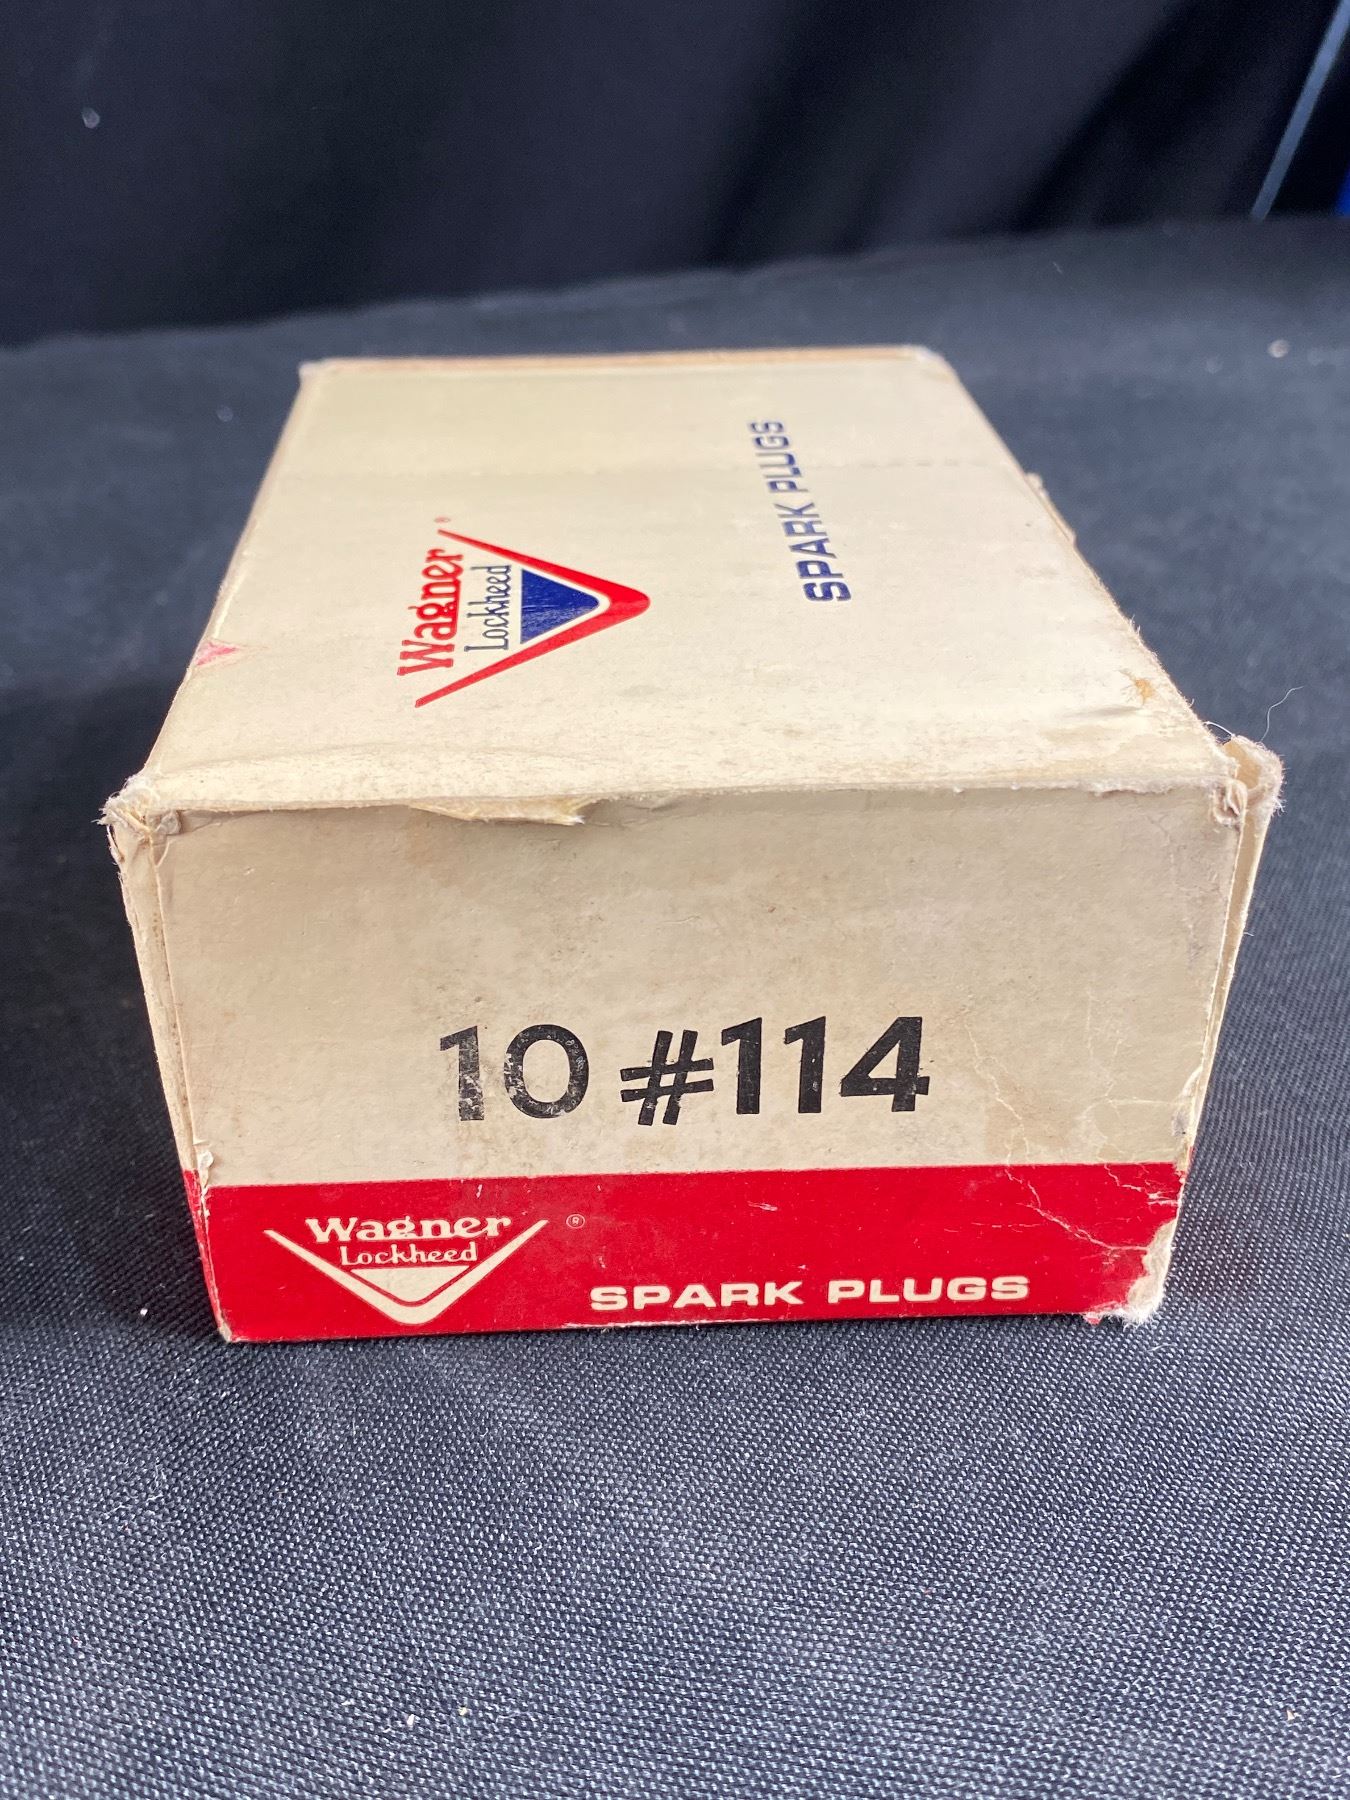 Wagner®
Lockheed
SPARK PLUGS
10 #114
Wagner ®
Lockheed
SPARK PLUGS